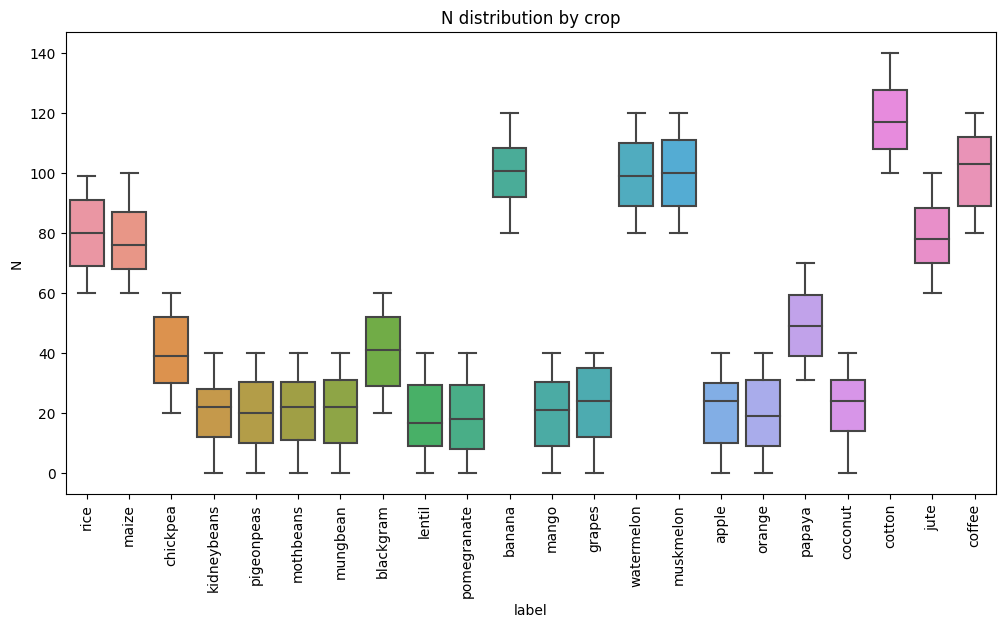 N distribution by crop
N
140
120
100
80
60
40
20
0
rice
maize
chickpea
kidneybeans
pigeonpeas
mothbeans
mungbean
blackgram
lentil
pomegranate
banana
mango
grapes
watermelon
muskmelon
apple
orange
papaya
coconut
cotton
jute
coffee
label